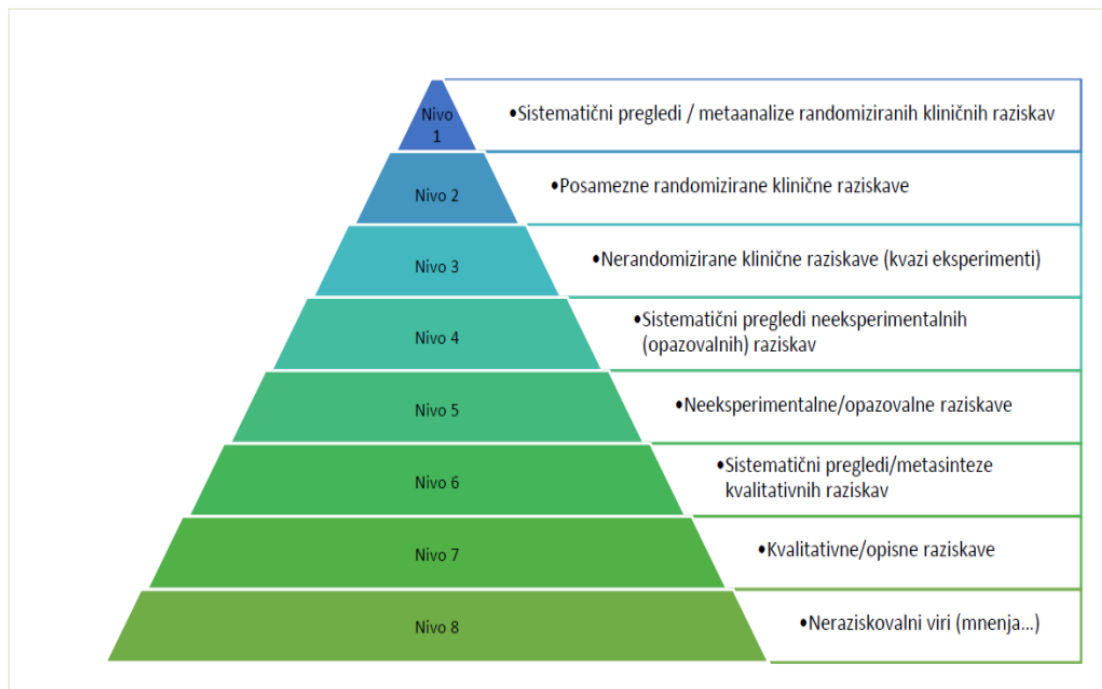 Nivo
1
•Sistematični pregledi / metaanalize randomiziranih kliničnih raziskav
Nivo 2
•Posamezne randomizirane klinične raziskave
Nivo 3
•Nerandomizirane klinične raziskave (kvazi eksperimenti)
Nivo 4
•Sistematični pregledi neeksperimentalnih
(opazovalnih) raziskav
Nivo 5
•Neeksperimentalne/opazovalne raziskave
Nivo 6
•Sistematični pregledi/metasinteze
kvalitativnih raziskav
Nivo 7
•Kvalitativne/opisne raziskave
Nivo 8
•Neraziskovalni viri (mnenja...)